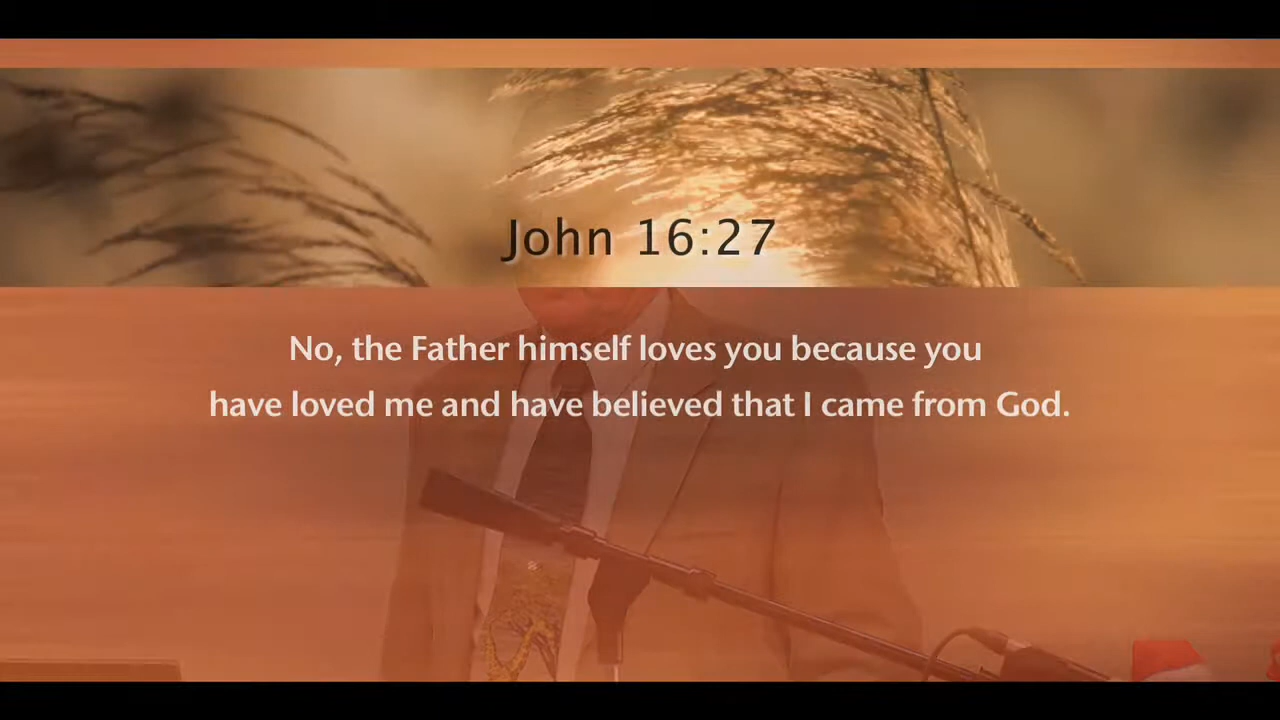 John 16:27
No, the Father himself loves you because you
have loved me and have believed that I came from God.